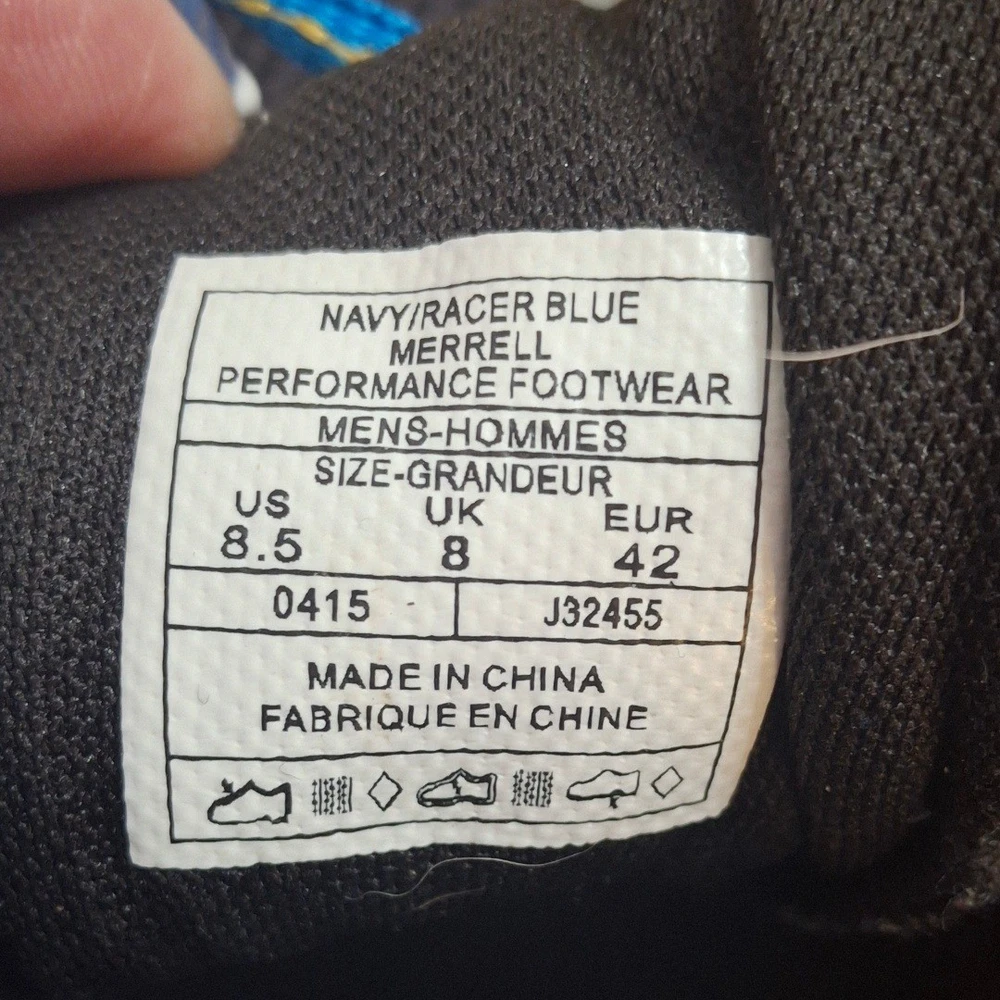 NAVY/RACER BLUE
MERRELL
PERFORMANCE FOOTWEAR
MENS-HOMMES
SIZE-GRANDEUR
US UK EUR
8.5 8 42
0415 J32455
MADE IN CHINA
FABRIQUE EN CHINE